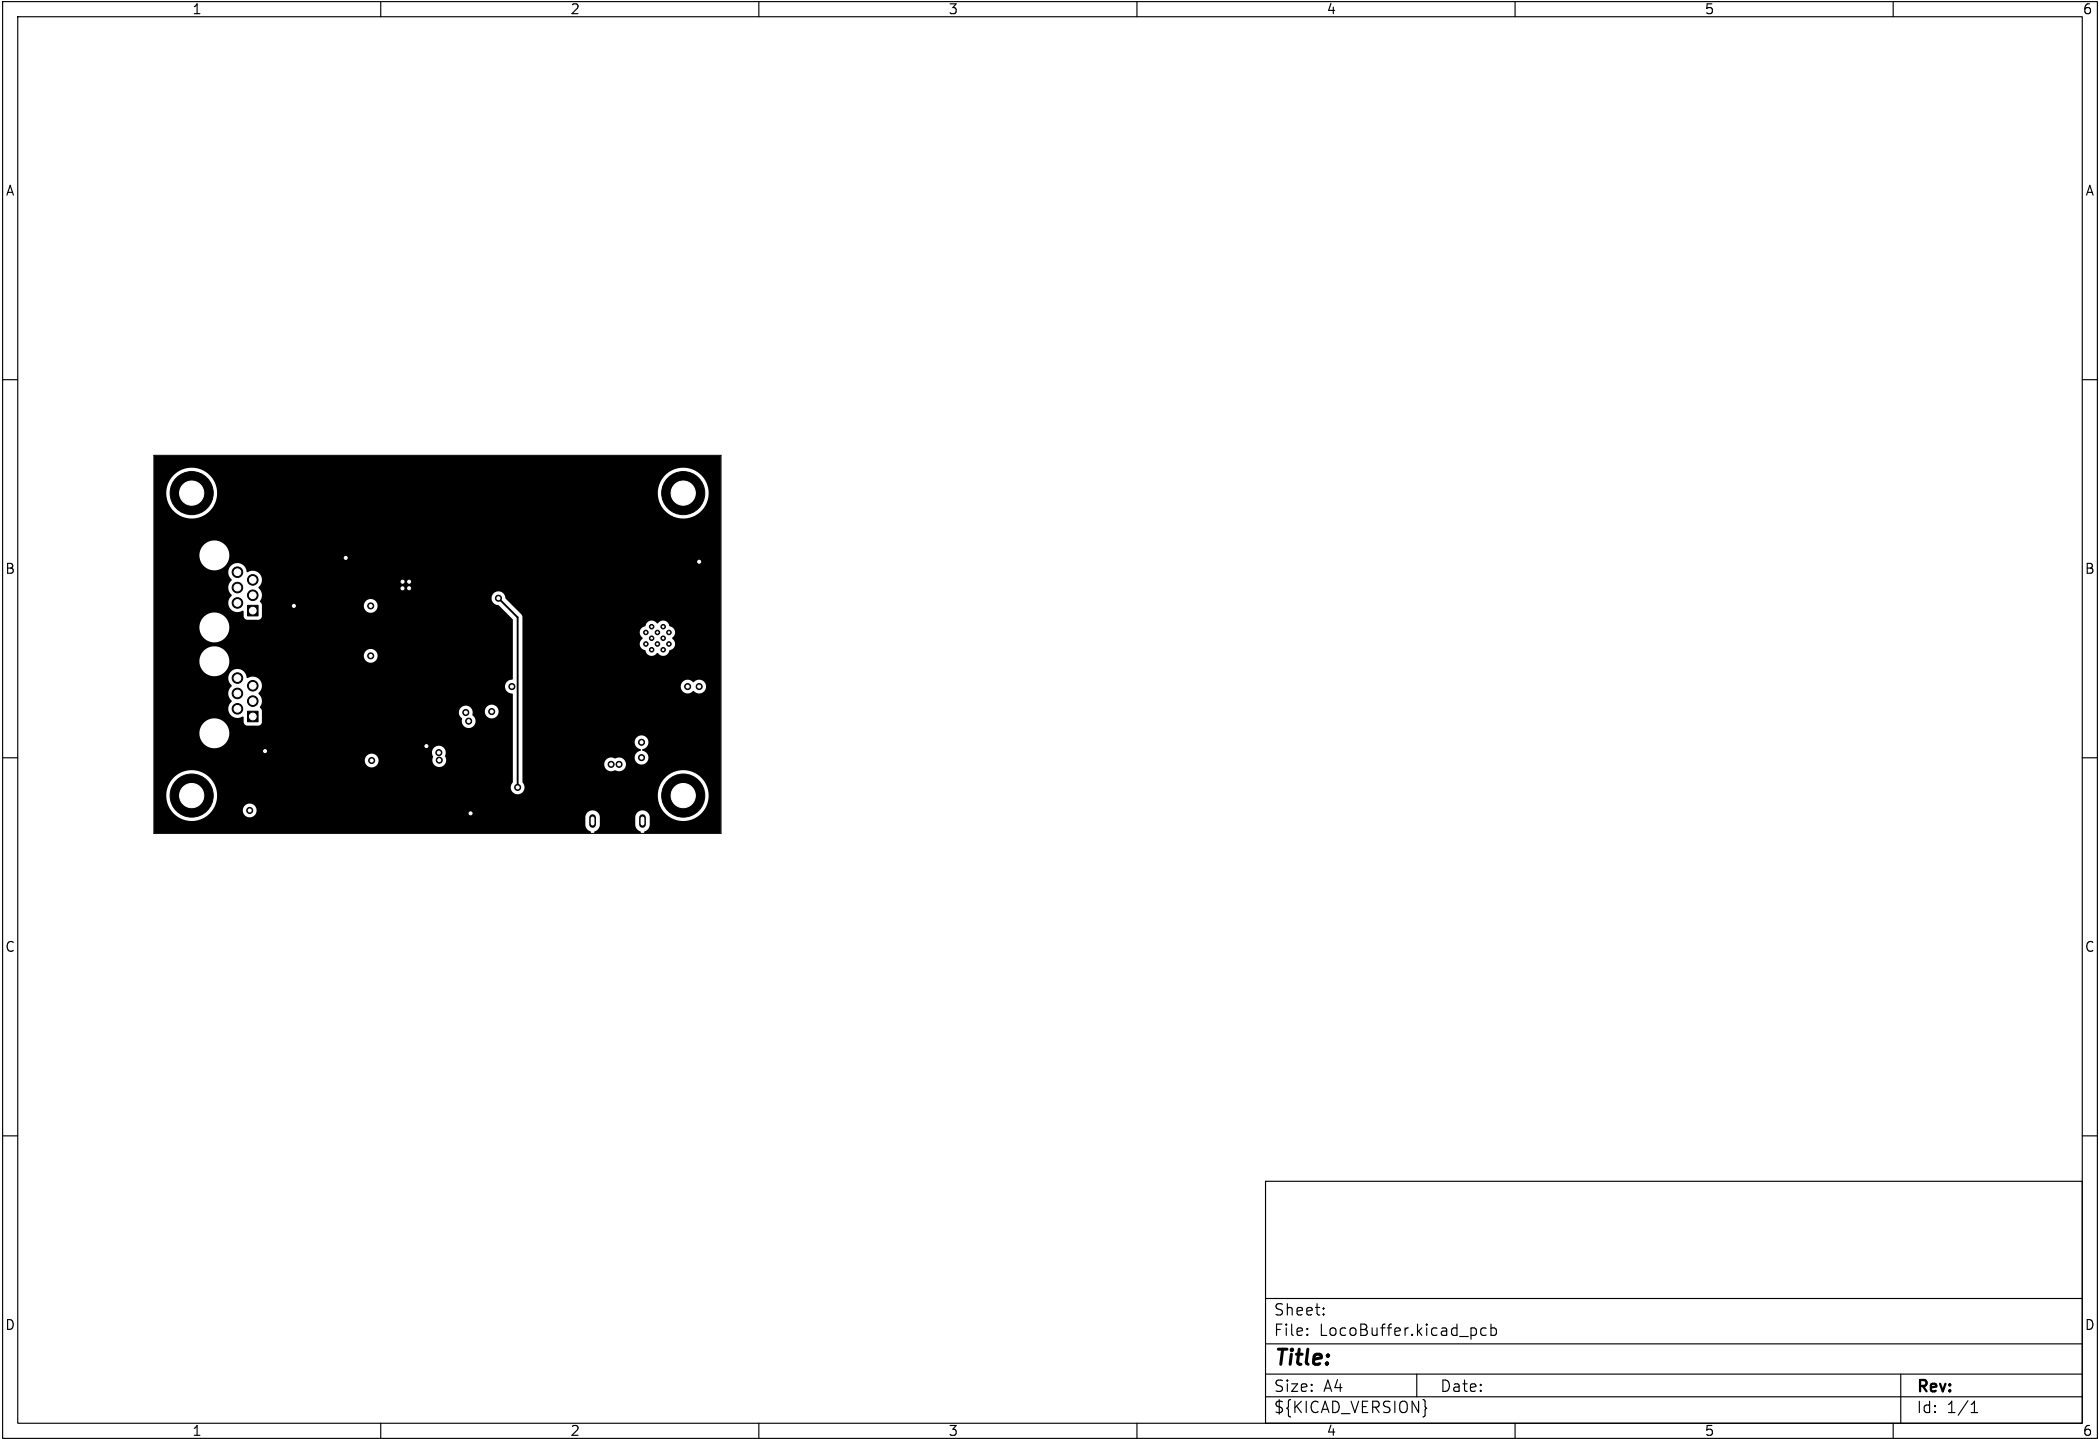 1 2 3 4 5 6
A A
B B
C C
D D
Sheet:
File: LocoBuffer.kicad_pcb
Title:
Size: A4 Date: Rev:
${KICAD_VERSION} Id: 1/1
1 2 3 4 5 6